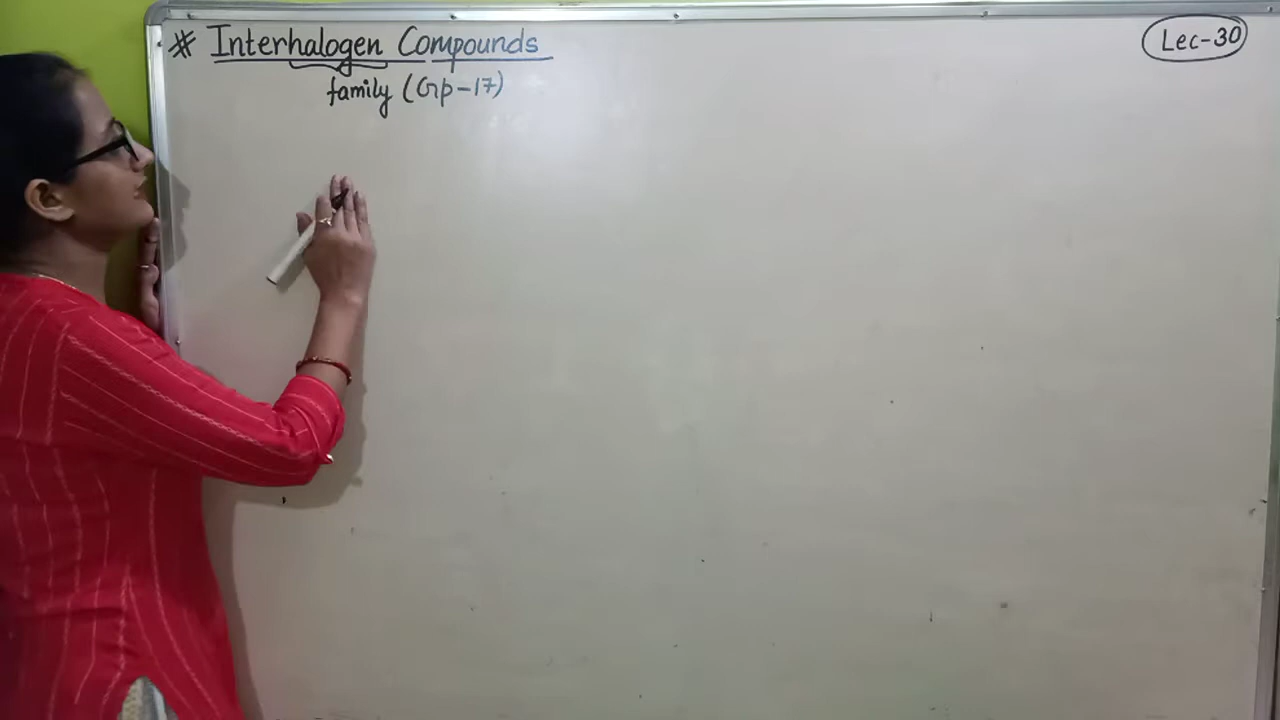 # Interhalogen Compounds
Lec-30
family (Grp-17)